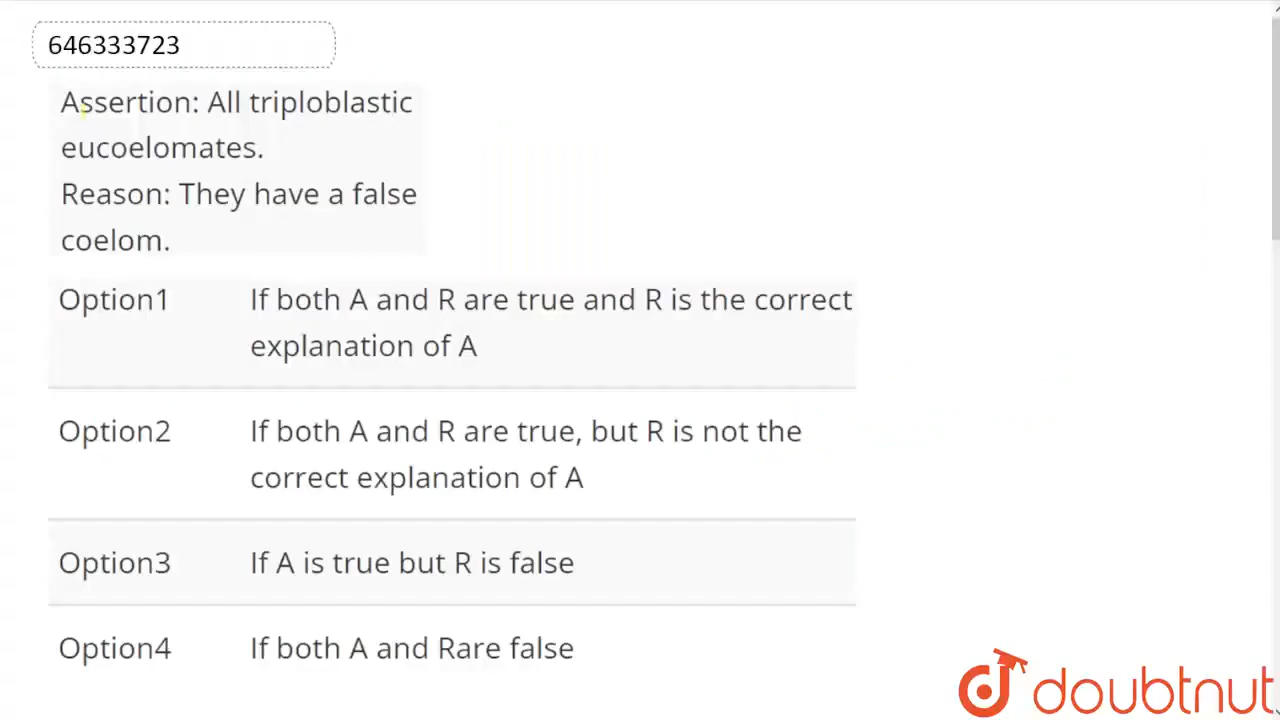 646333723
Assertion: All triploblastic
eucoelomates.
Reason: They have a false
coelom.
Option1 If both A and R are true and R is the correct
explanation of A
Option2 If both A and R are true, but R is not the
correct explanation of A
Option3 If A is true but R is false
Option4 If both A and Rare false
doubtnut